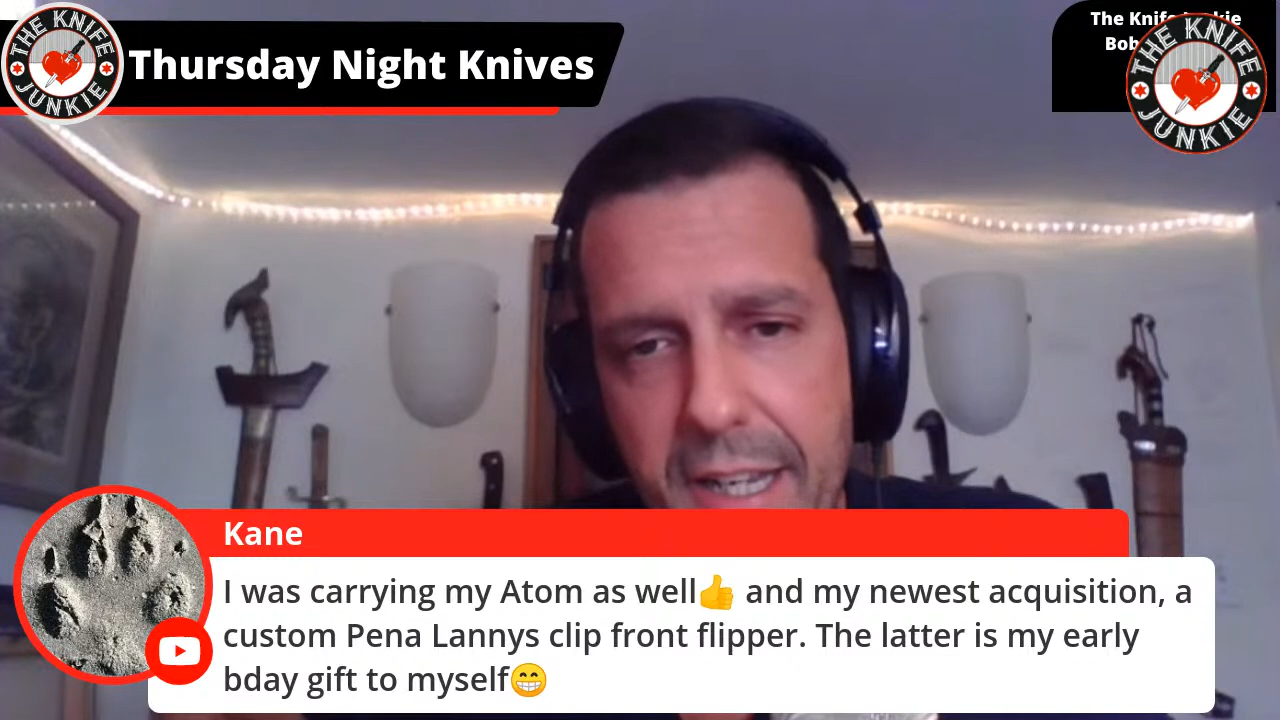 THE KNIFE
JUNKIE
Thursday Night Knives
The Knife
Bob
THE KNIFE
JUNKIE
Kane
I was carrying my Atom as well👍 and my newest acquisition, a
custom Pena Lannys clip front flipper. The latter is my early
bday gift to myself😁